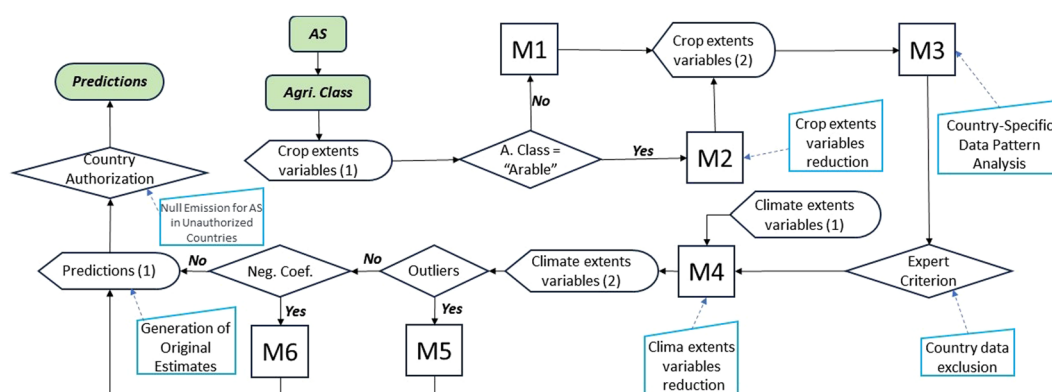 AS
Agri. Class
Crop extents
variables (1)
A. Class =
"Arable"
No
Yes
M1
M2
Crop extents
variables
reduction
Crop extents
variables (2)
M3
Country-Specific
Data Pattern
Analysis
Expert
Criterion
Country data
exclusion
Climate extents
variables (1)
M4
Clima extents
variables
reduction
Climate extents
variables (2)
Outliers
Yes
M5
No
Neg. Coef.
Yes
M6
No
Predictions (1)
Generation of
Original
Estimates
Country
Authorization
Null Emission for AS
in Unauthorized
Countries
Predictions